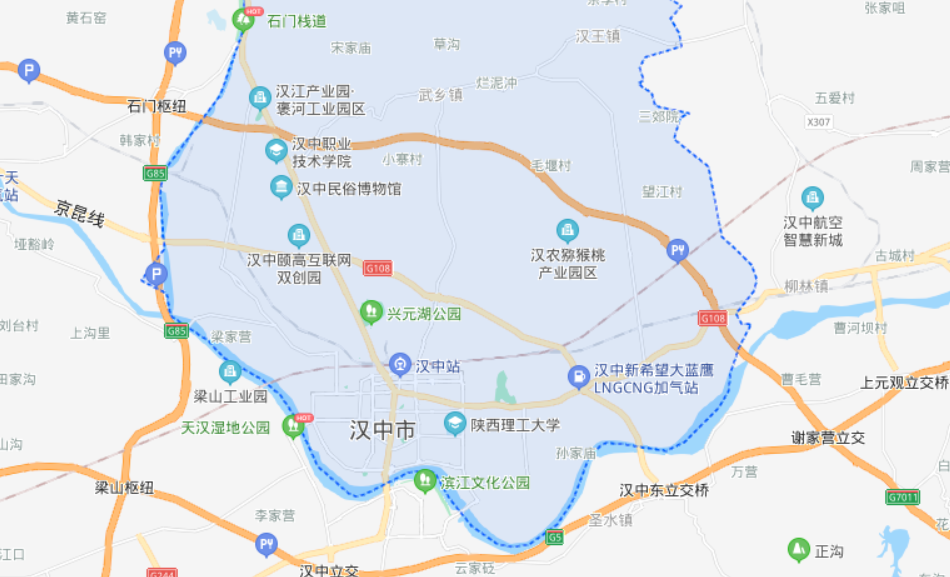 黄石窑
HOT
石门栈道
张家咀
宋家庙
草沟
汉王镇
P
石门枢纽
汉江产业园·
褒河工业园区
武乡镇
烂泥冲
三郊院
五爱村
X307
韩家村
汉中职业
技术学院
小寨村
毛堰村
周家营
G85
汉中民俗博物馆
望江村
京昆线
汉中航空
智慧新城
垭豁岭
汉中颐高互联网
双创园
G108
汉农猕猴桃
产业园区
P
古城村
柳林镇
刘台村
上沟里
G85
梁家营
兴元湖公园
G108
曹河坝村
汉中站
汉中新希望大蓝鹰
LNGCNG加气站
田家沟
梁山工业园
曹毛营
上元观立交桥
HOT
天汉湿地公园
汉中市
陕西理工大学
谢家营立交
孙家庙
梁山枢纽
滨江文化公园
汉中东立交桥
万营
G7011
李家营
圣水镇
G5
正沟
云家砭
汉中立交